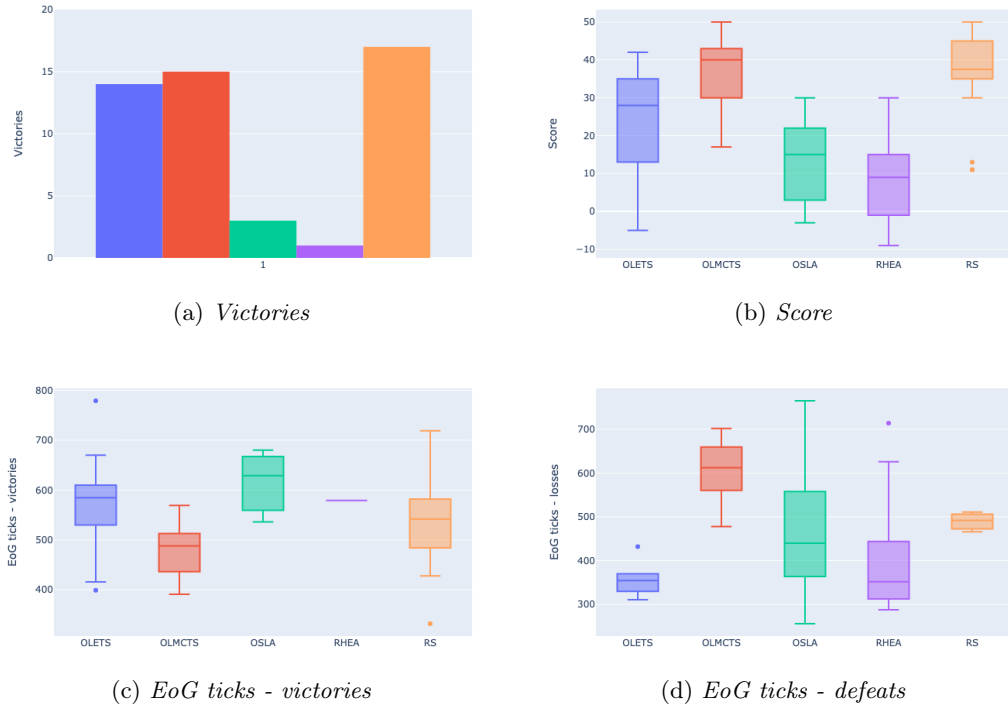 20
15
10
5
0
Victories
1
(a) Victories
50
40
30
20
10
0
−10
Score
OLETS OLMCTS OSLA RHEA RS
(b) Score
800
700
600
500
400
EoG ticks - victories
OLETS OLMCTS OSLA RHEA RS
(c) EoG ticks - victories
700
600
500
400
300
EoG ticks - losses
OLETS OLMCTS OSLA RHEA RS
(d) EoG ticks - defeats